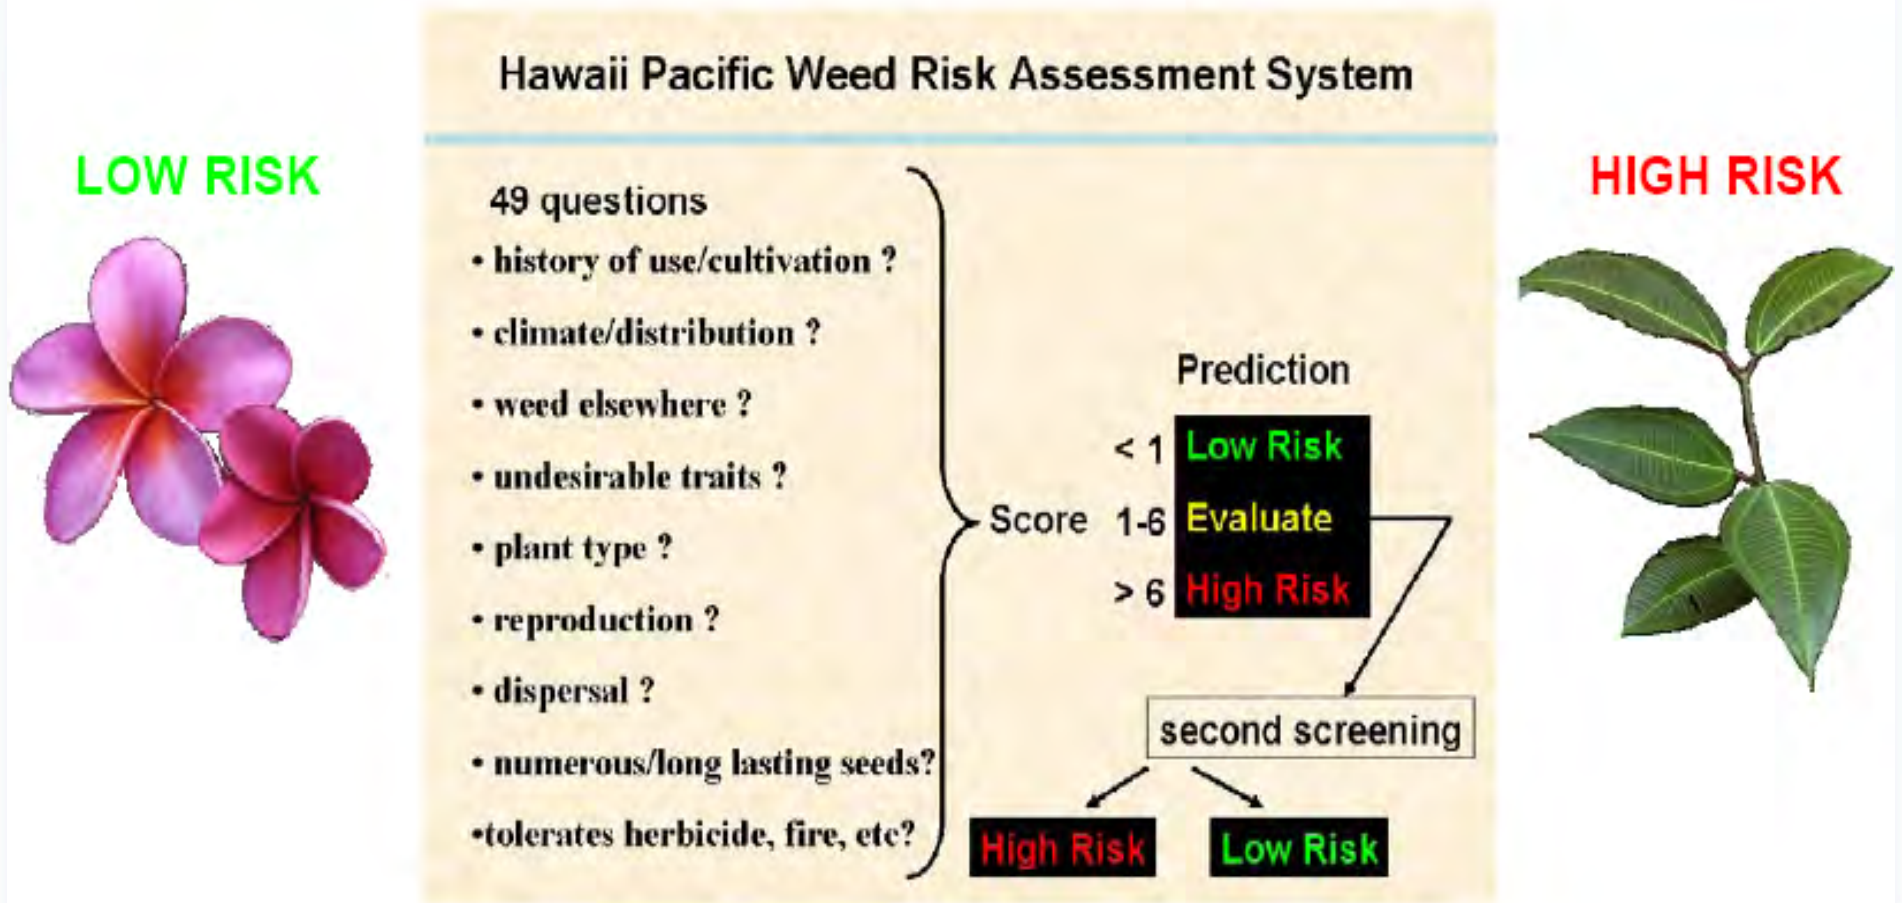 Hawaii Pacific Weed Risk Assessment System
LOW RISK
HIGH RISK
49 questions
• history of use/cultivation ?
• climate/distribution ?
• weed elsewhere ?
• undesirable traits ?
• plant type ?
• reproduction ?
• dispersal ?
• numerous/long lasting seeds?
•tolerates herbicide, fire, etc?
Score
Prediction
< 1 Low Risk
1-6 Evaluate
> 6 High Risk
second screening
High Risk
Low Risk